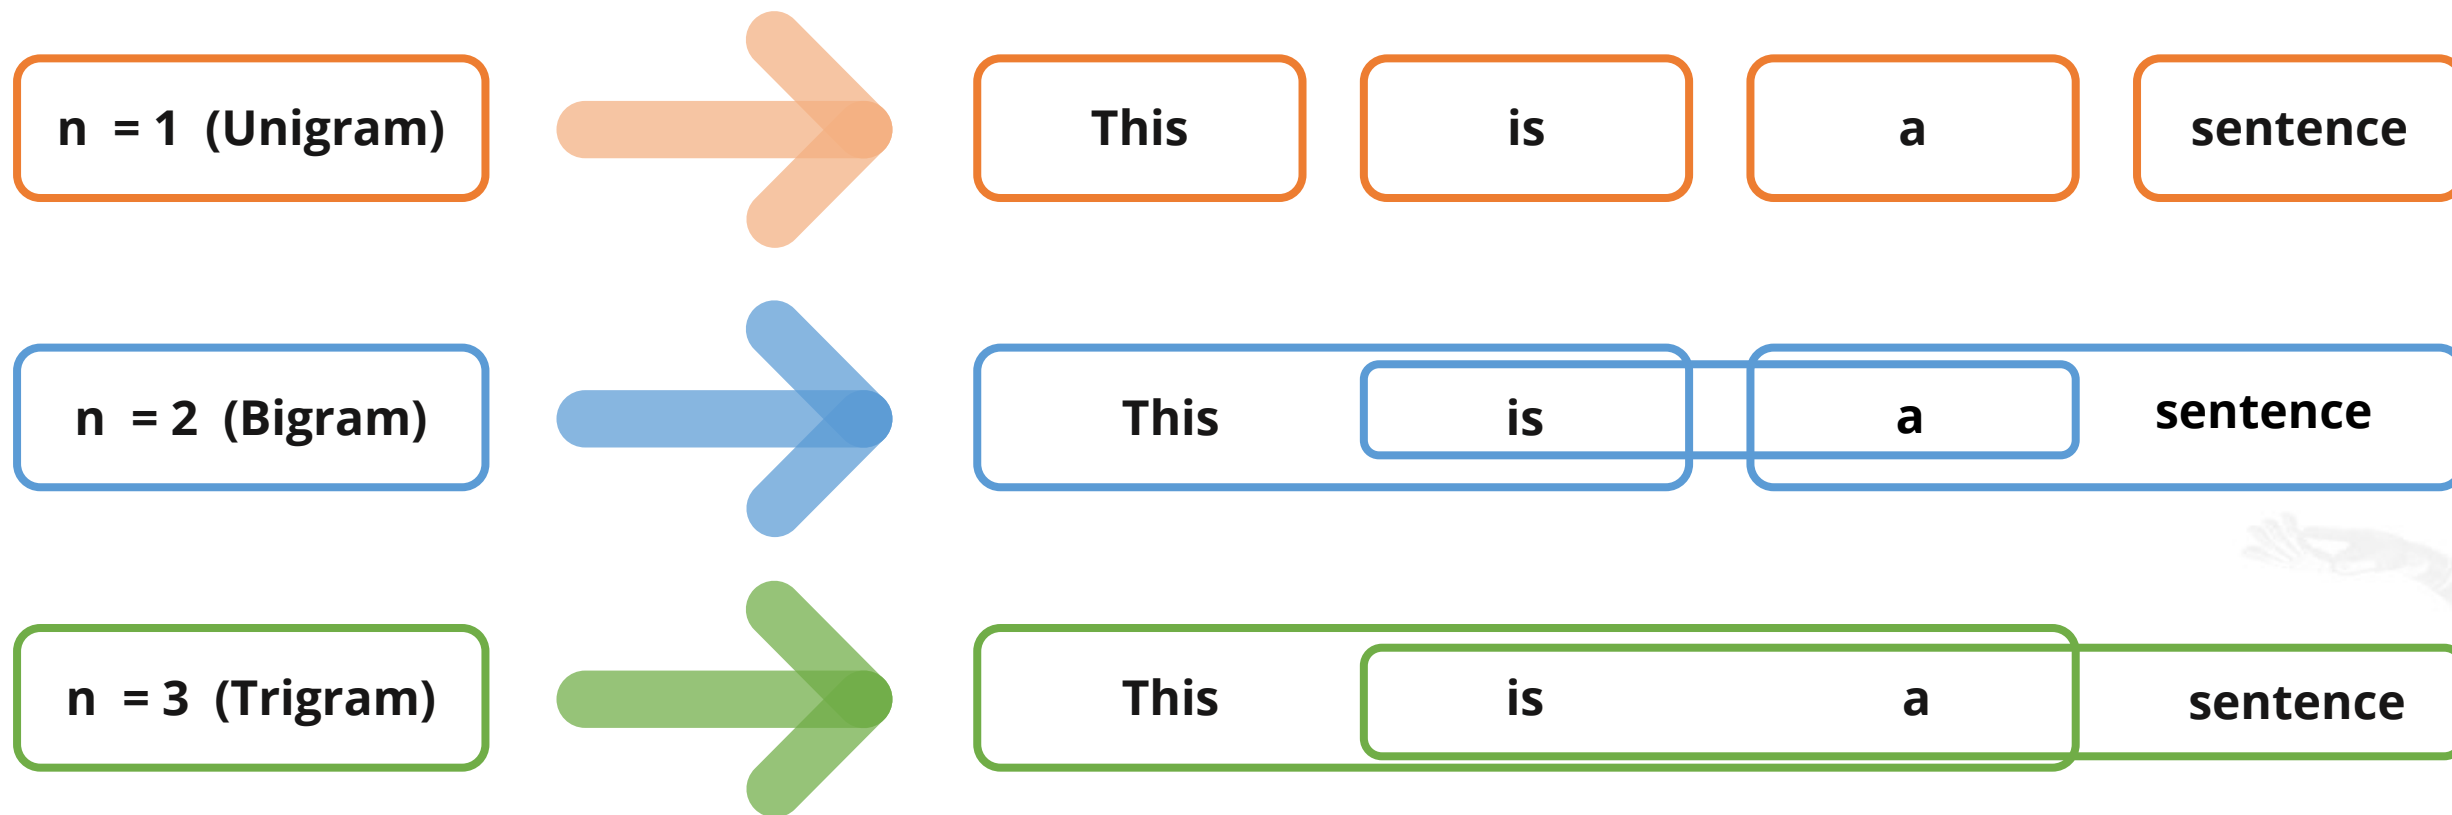 n = 1 (Unigram) This is a sentence
n = 2 (Bigram) This is a sentence
n = 3 (Trigram) This is a sentence